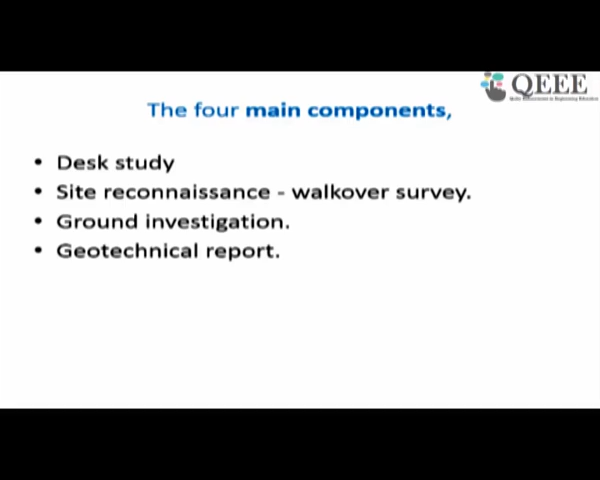 QEEE
The four main components,
• Desk study
• Site reconnaissance - walkover survey.
• Ground investigation.
• Geotechnical report.